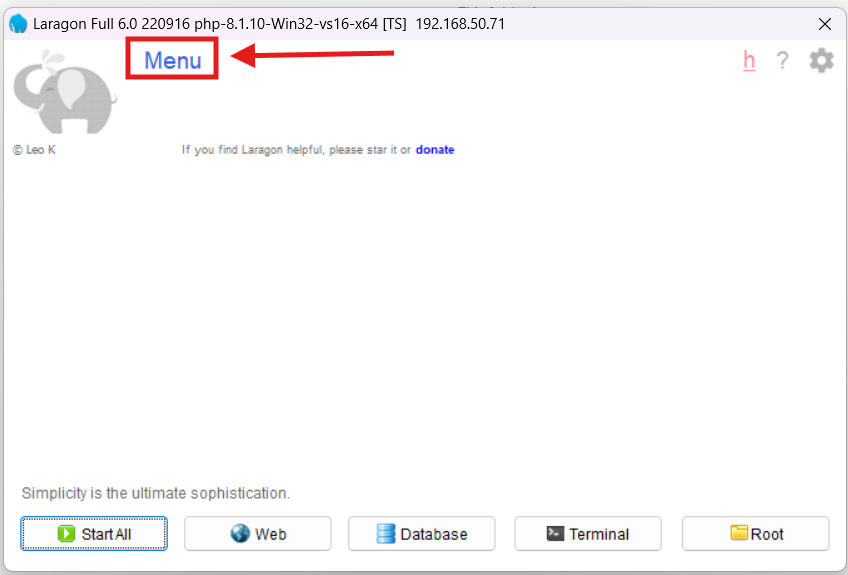 Laragon Full 6.0 220916 php-8.1.10-Win32-vs16-x64 [TS] 192.168.50.71
Menu
h ?
© Leo K
If you find Laragon helpful, please star it or donate
Simplicity is the ultimate sophistication.
Start All Web Database Terminal Root